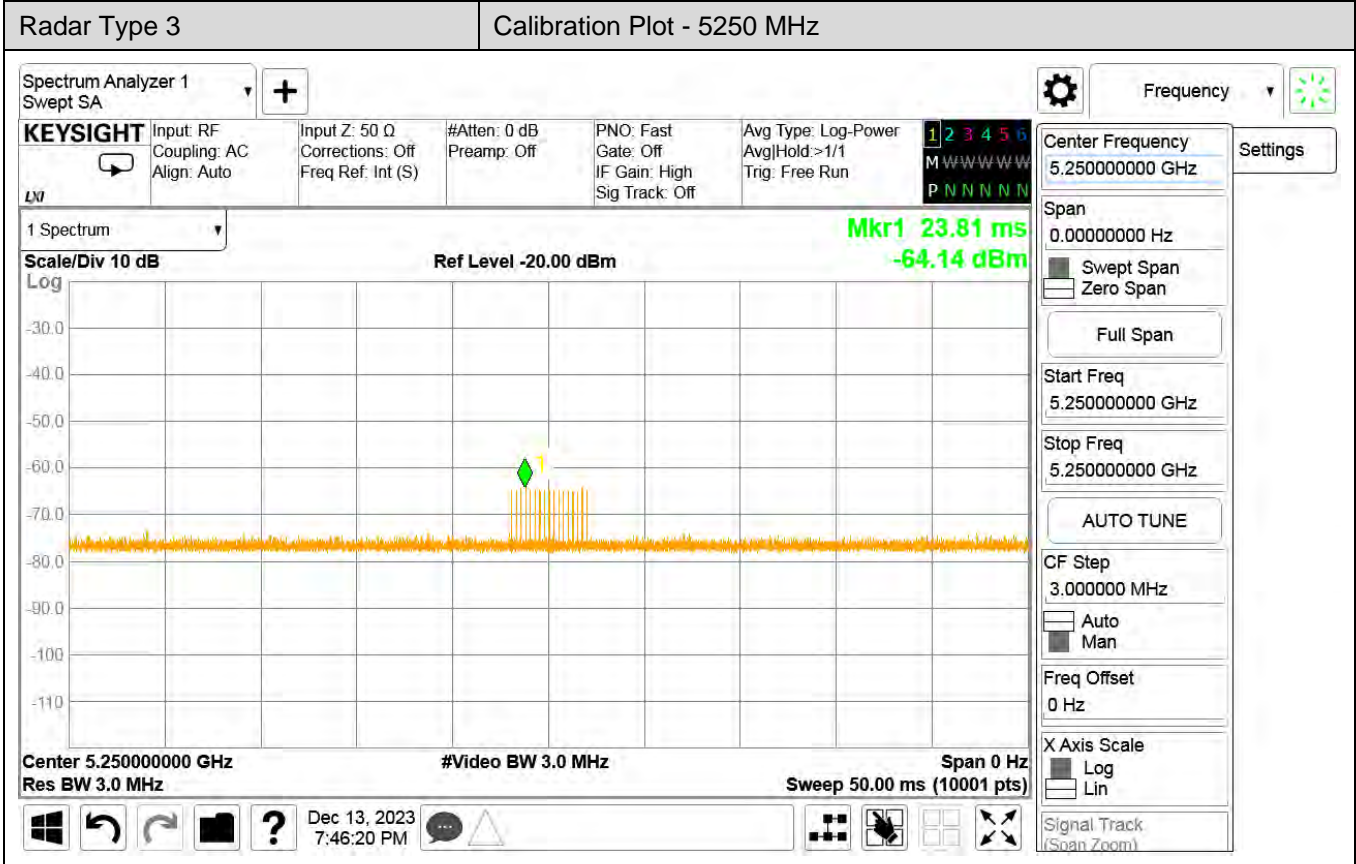 Radar Type 3
Calibration Plot - 5250 MHz
Spectrum Analyzer 1
Swept SA
Frequency
KEYSIGHT
LXI
Input: RF
Coupling: AC
Align: Auto
Input Z: 50 Ω
Corrections: Off
Freq Ref: Int (S)
#Atten: 0 dB
Preamp: Off
PNO: Fast
Gate: Off
IF Gain: High
Sig Track: Off
Avg Type: Log-Power
Avg|Hold:>1/1
Trig: Free Run
1 2 3 4 5 6
M W W W W W W
P N N N N N N
1 Spectrum
Mkr1 23.81 ms
-64.14 dBm
Scale/Div 10 dB
Ref Level -20.00 dBm
Log
-30.0
-40.0
-50.0
-60.0
-70.0
-80.0
-90.0
-100
-110
1
Center 5.250000000 GHz
#Video BW 3.0 MHz
Span 0 Hz
Res BW 3.0 MHz
Sweep 50.00 ms (10001 pts)
Dec 13, 2023
7:46:20 PM
Settings
Center Frequency
5.250000000 GHz
Span
0.00000000 Hz
Swept Span
Zero Span
Full Span
Start Freq
5.250000000 GHz
Stop Freq
5.250000000 GHz
AUTO TUNE
CF Step
3.000000 MHz
Auto
Man
Freq Offset
0 Hz
X Axis Scale
Log
Lin
Signal Track
(Span Zoom)